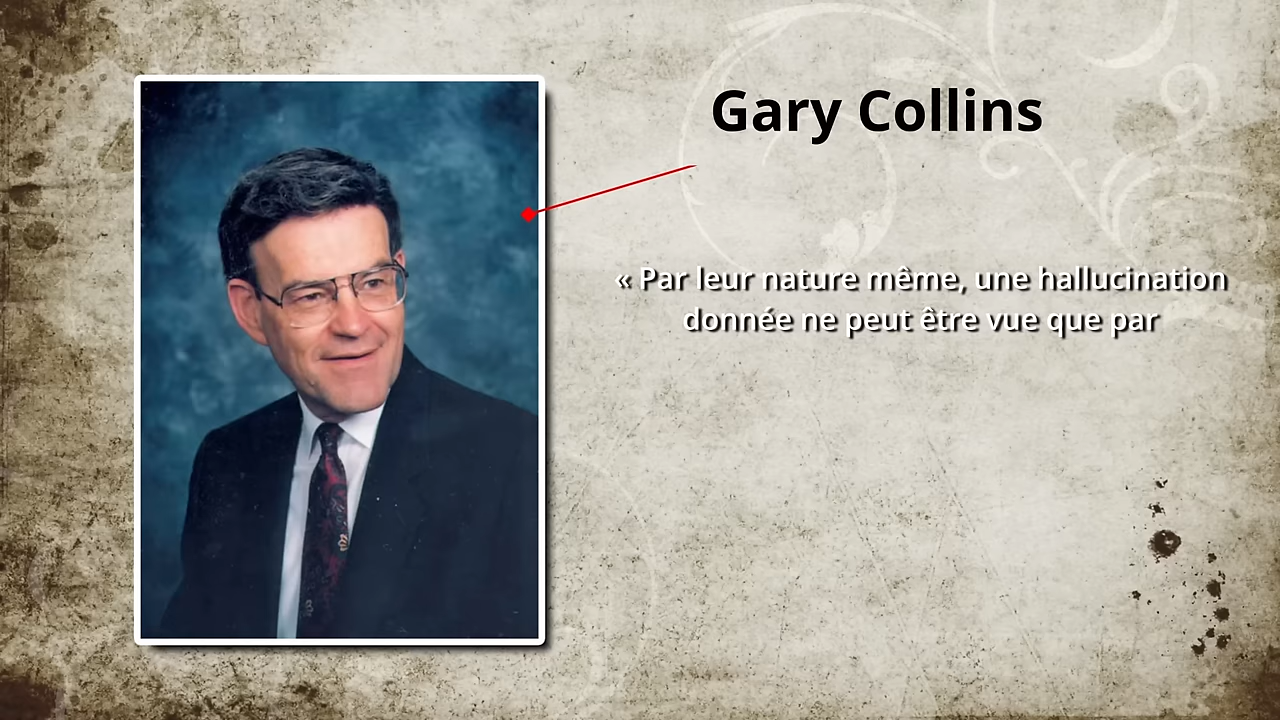 Gary Collins
« Par leur nature même, une hallucination
donnée ne peut être vue que par